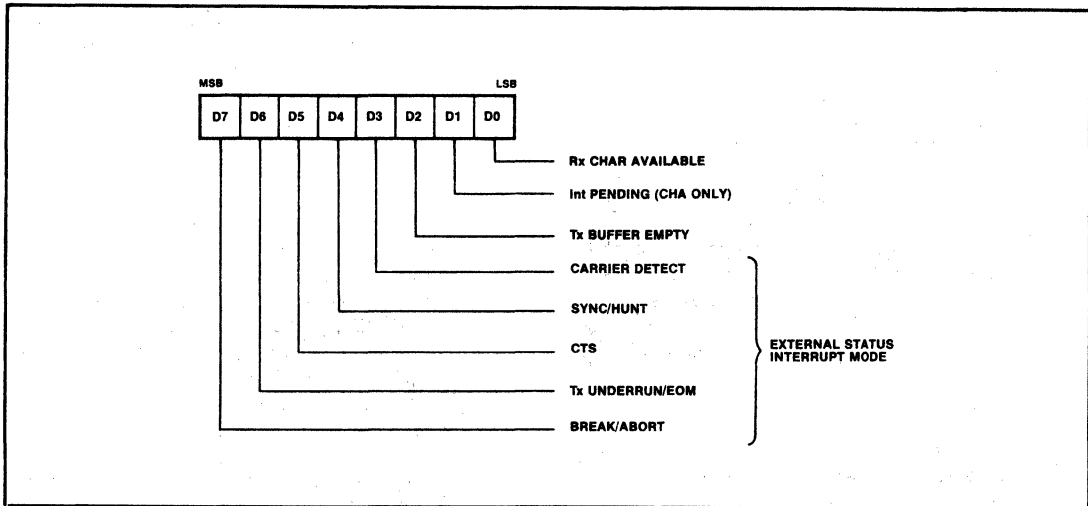 MSB LSB
D7 D6 D5 D4 D3 D2 D1 D0
Rx CHAR AVAILABLE
Int PENDING (CHA ONLY)
Tx BUFFER EMPTY
CARRIER DETECT
SYNC/HUNT
CTS
Tx UNDERRUN/EOM
BREAK/ABORT
EXTERNAL STATUS
INTERRUPT MODE